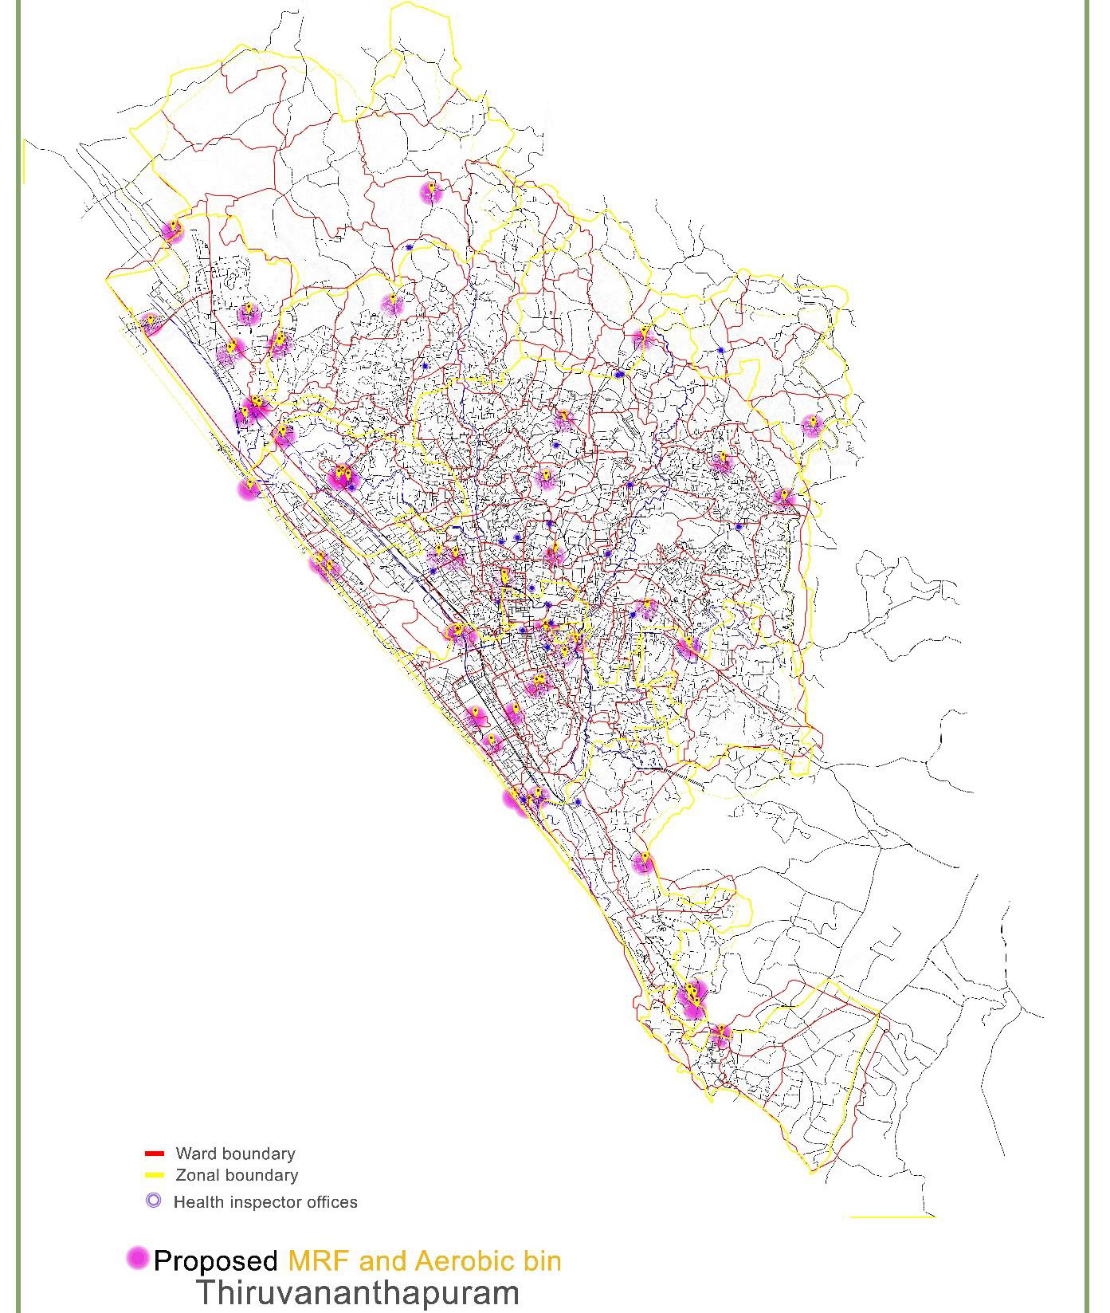 Ward boundary
Zonal boundary
Health inspector offices
Proposed MRF and Aerobic bin
Thiruvananthapuram